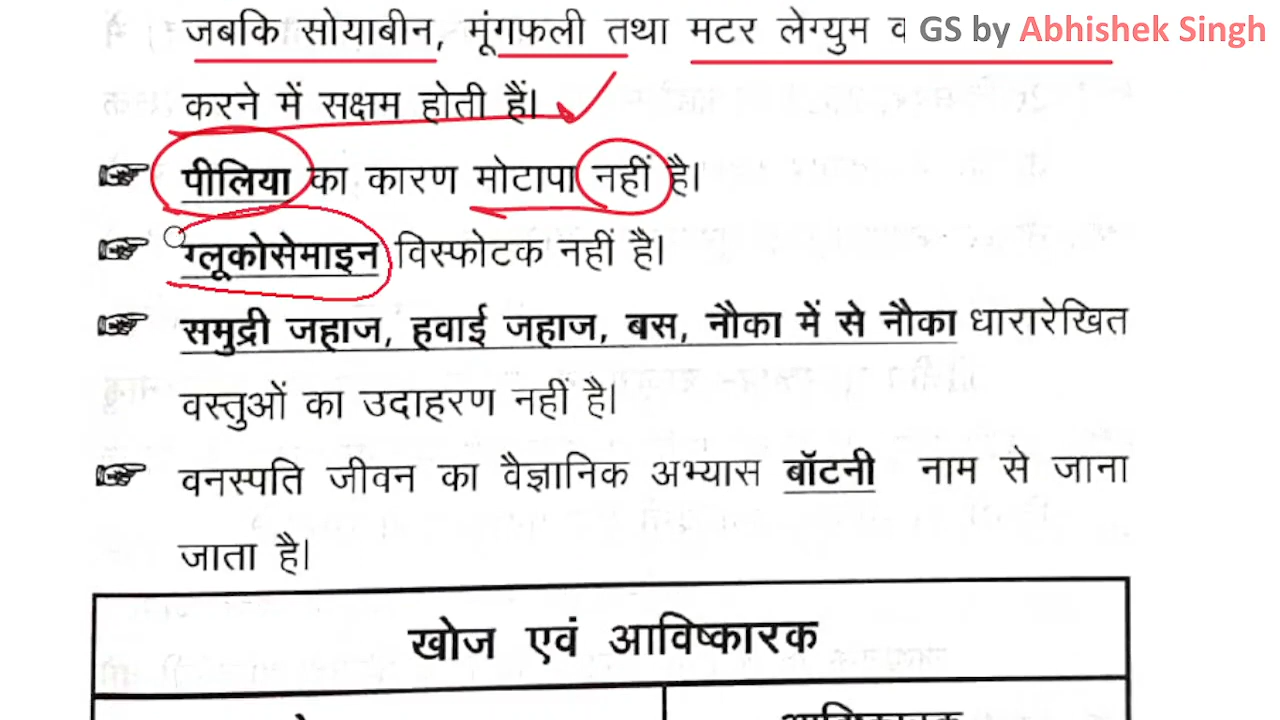 जबकि सोयाबीन, मूंगफली तथा मटर लेग्युम
GS by Abhishek Singh
करने में सक्षम होती हैं।
पीलिया का कारण मोटापा नहीं है।
ग्लूकोसेमाइन विस्फोटक नहीं है।
समुद्री जहाज, हवाई जहाज, बस, नौका में से नौका धारारेखित
वस्तुओं का उदाहरण नहीं है।
वनस्पति जीवन का वैज्ञानिक अभ्यास बॉटनी नाम से जाना
जाता है।
खोज एवं आविष्कारक